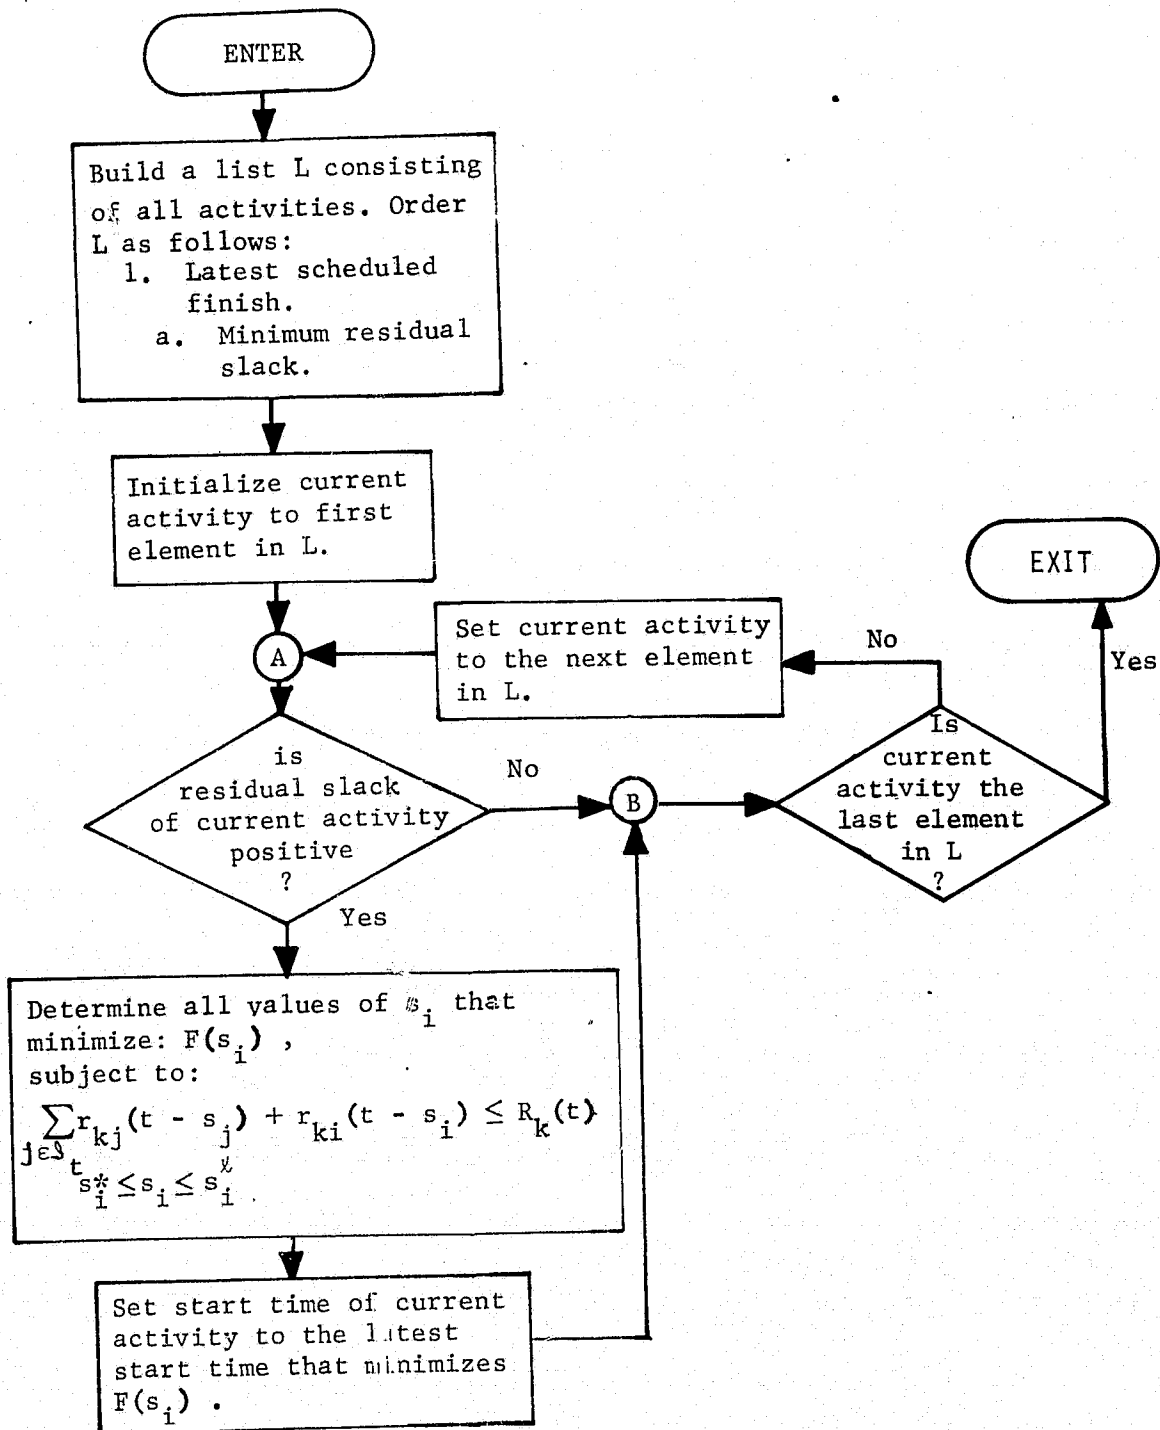 ENTER
Build a list L consisting
of all activities. Order
L as follows:
1. Latest scheduled
finish.
a. Minimum residual
slack.
Initialize current
activity to first
element in L.
A
Set current activity
to the next element
in L.
No
EXIT
Yes
is
residual slack
of current activity
positive
?
No
B
Is
current
activity the
last element
in L
?
Yes
Determine all values of s_i that
minimize: F(s_i) ,
subject to:
∑_{jεℐ_t} r_kj(t - s_j) + r_ki(t - s_i) ≤ R_k(t)
s_i^* ≤ s_i ≤ s_i^ℓ
Set start time of current
activity to the latest
start time that minimizes
F(s_i) .